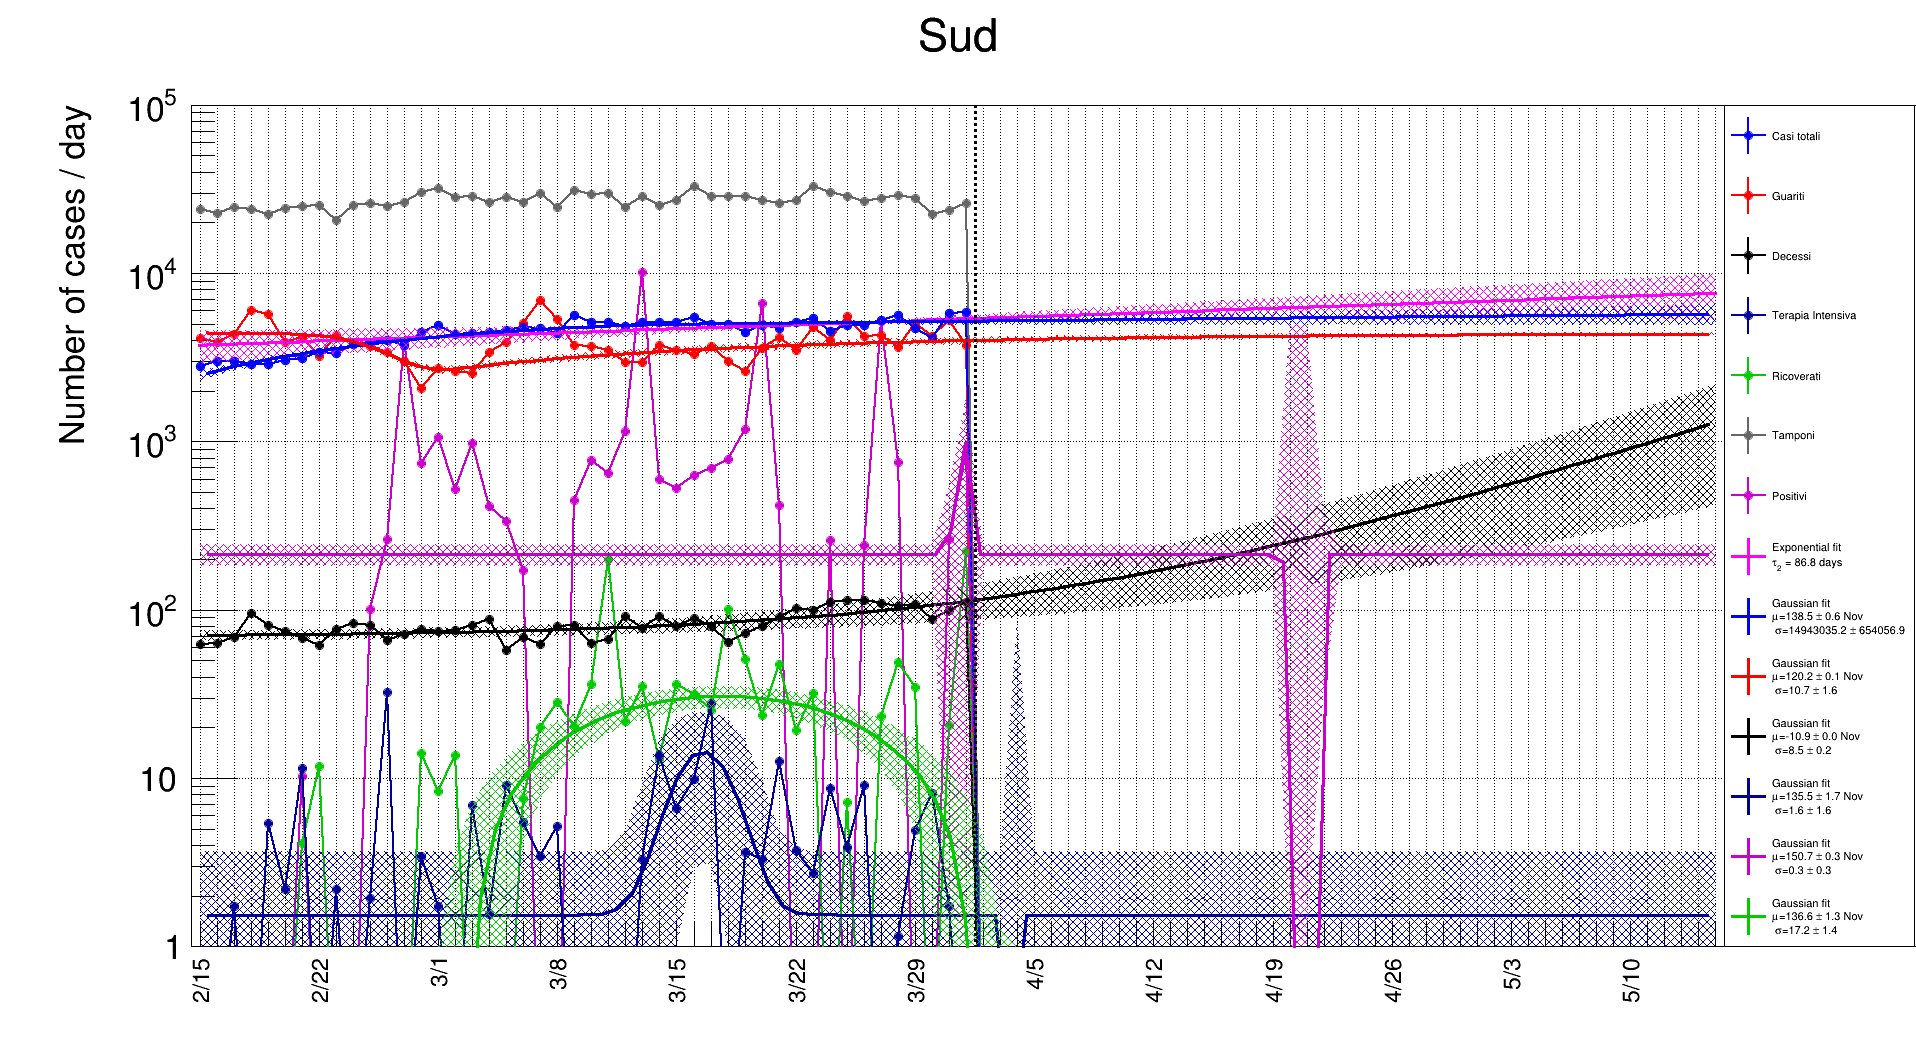 Sud
Number of cases / day
10^5
10^4
10^3
10^2
10
1
2/15
2/22
3/1
3/8
3/15
3/22
3/29
4/5
4/12
4/19
4/26
5/3
5/10
Casi totali
Guariti
Decessi
Terapia Intensiva
Ricoverati
Tamponi
Positivi
Exponential fit
τ_2 = 86.8 days
Gaussian fit
μ=138.5 ± 0.6 Nov
σ=14943035.2 ± 654056.9
Gaussian fit
μ=120.2 ± 0.1 Nov
σ=10.7 ± 1.6
Gaussian fit
μ=-10.9 ± 0.0 Nov
σ=8.5 ± 0.2
Gaussian fit
μ=135.5 ± 1.7 Nov
σ=1.6 ± 1.6
Gaussian fit
μ=150.7 ± 0.3 Nov
σ=0.3 ± 0.3
Gaussian fit
μ=136.6 ± 1.3 Nov
σ=17.2 ± 1.4